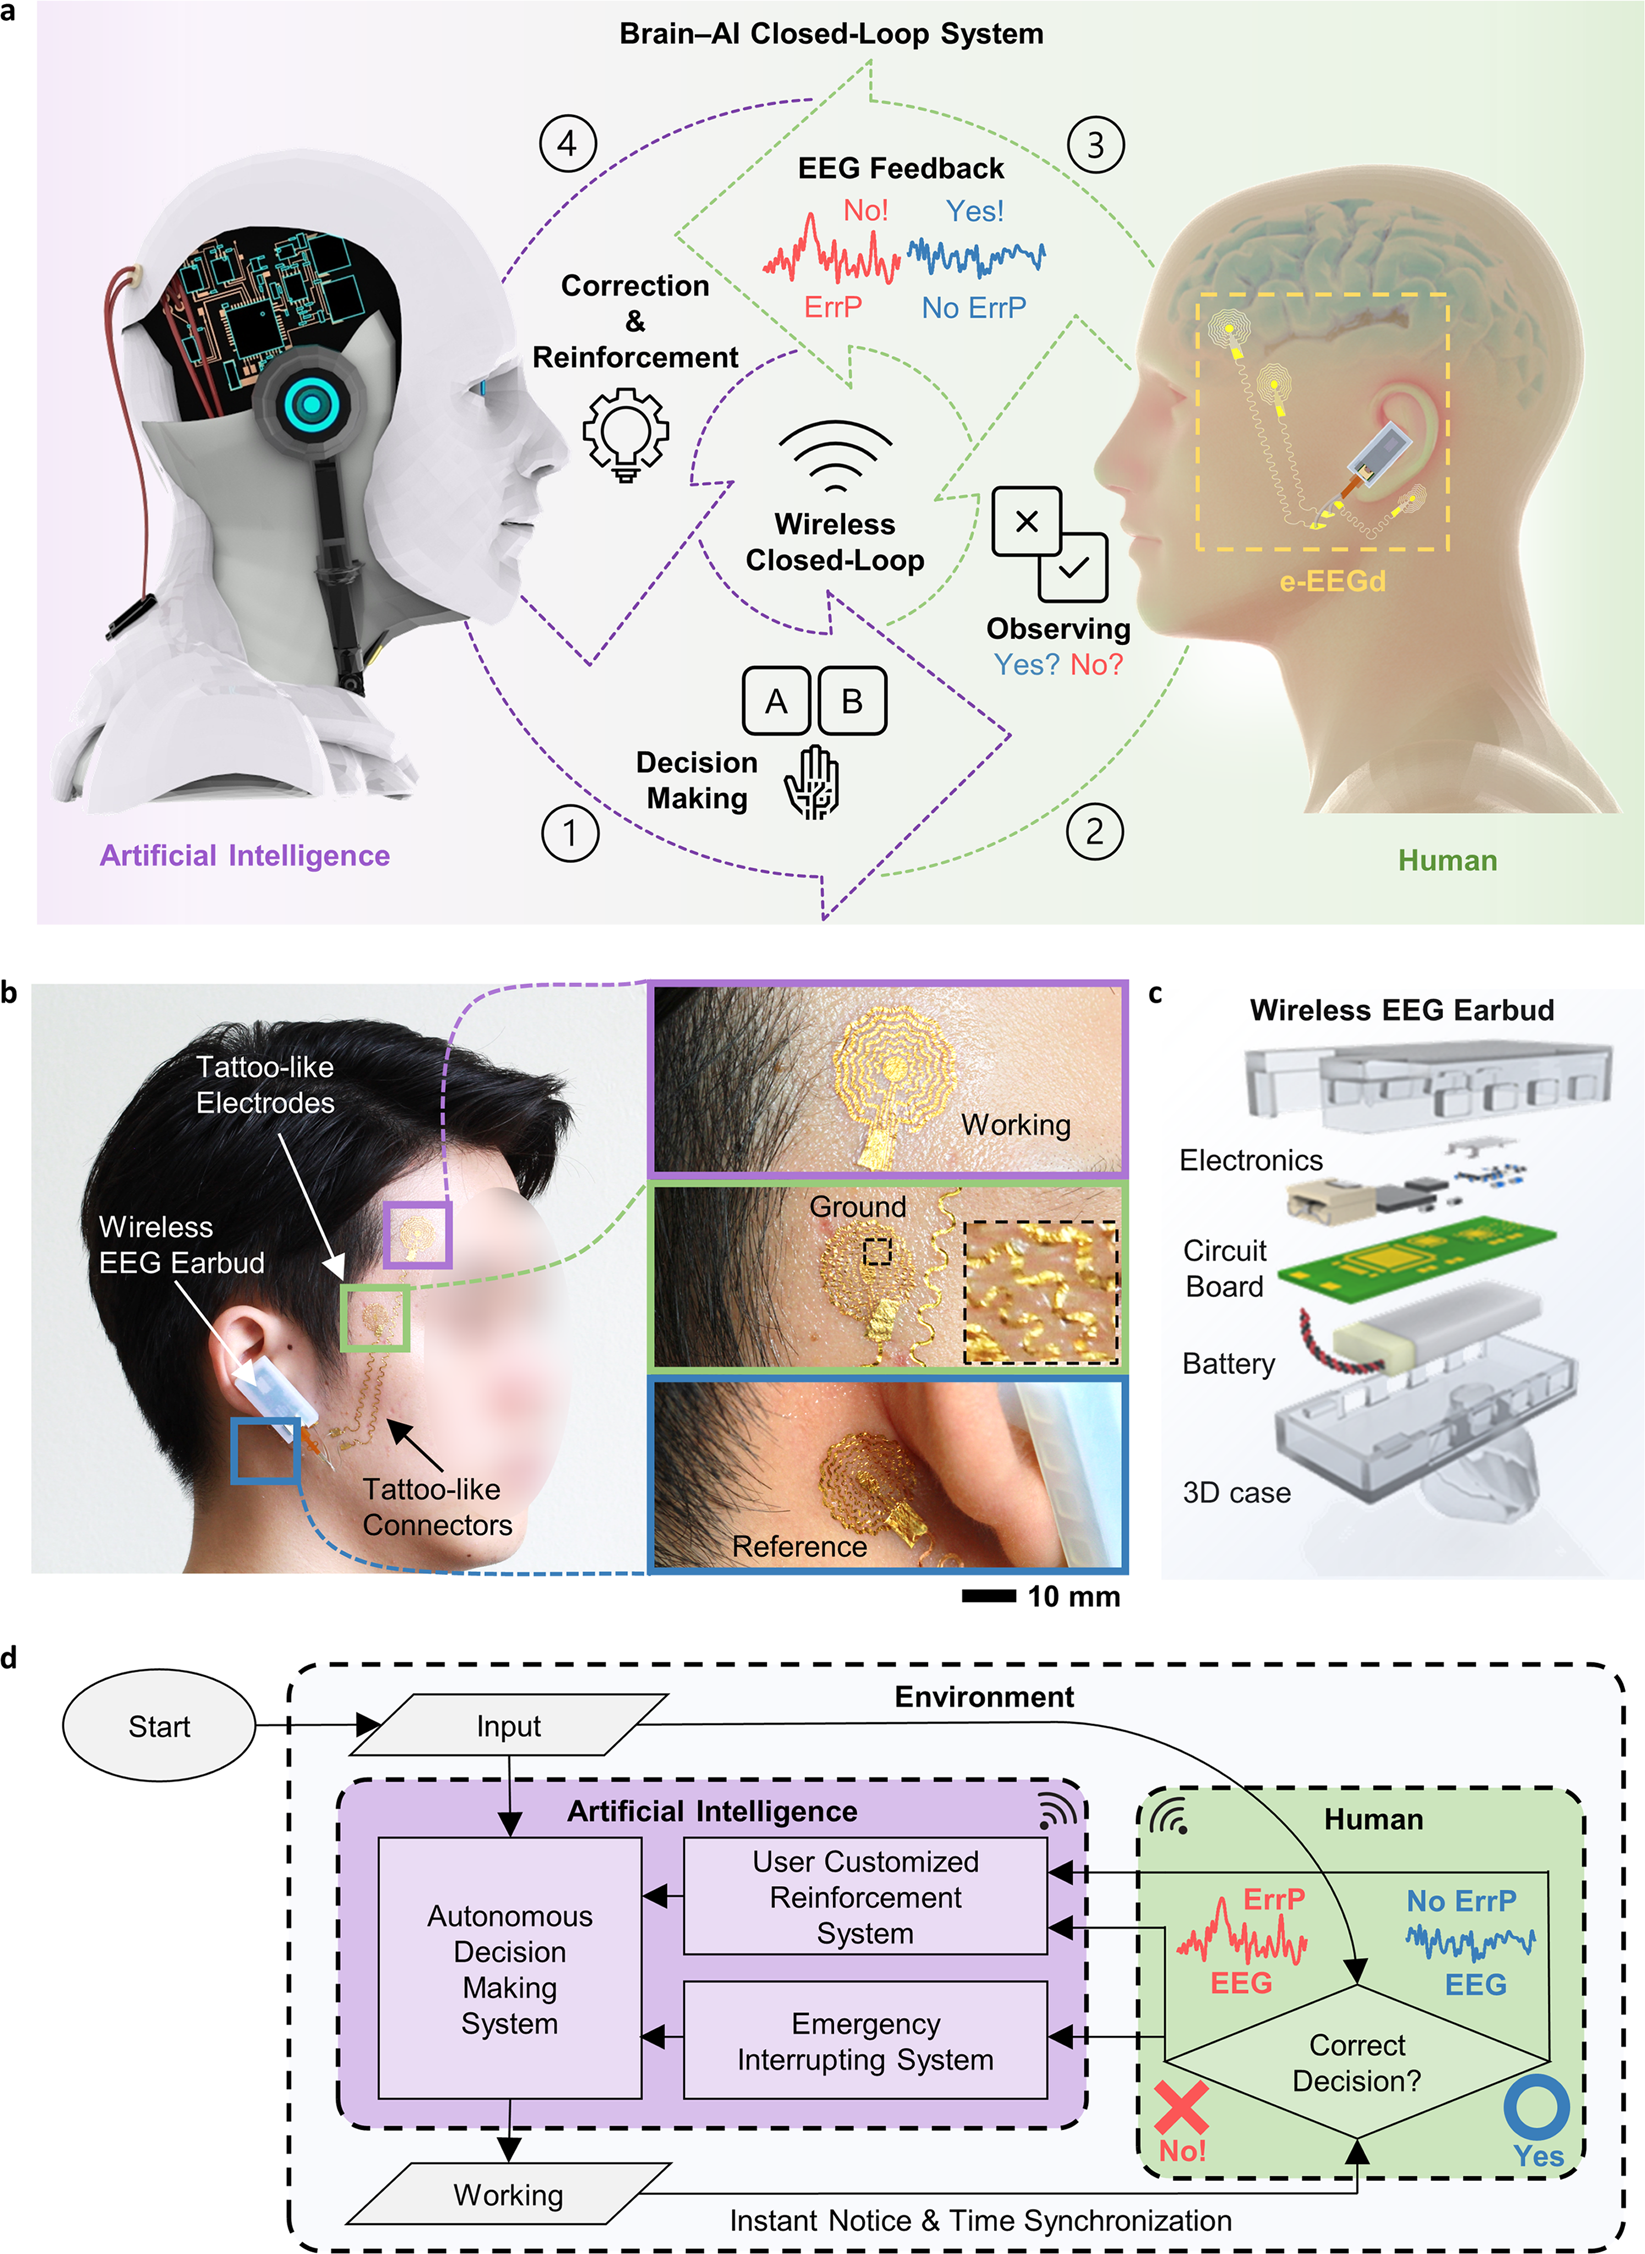 a
Brain–AI Closed-Loop System
4
3
EEG Feedback
No!
Yes!
ErrP
No ErrP
Correction
&
Reinforcement
Wireless
Closed-Loop
e-EEGd
Observing
Yes? No?
A
B
Decision
Making
1
2
Artificial Intelligence
Human
b
Tattoo-like
Electrodes
Wireless
EEG Earbud
Tattoo-like
Connectors
Working
Ground
Reference
10 mm
c
Wireless EEG Earbud
Electronics
Circuit
Board
Battery
3D case
d
Start
Input
Environment
Artificial Intelligence
Human
Autonomous
Decision
Making
System
User Customized
Reinforcement
System
Emergency
Interrupting System
ErrP
EEG
No ErrP
EEG
Correct
Decision?
No!
Yes
Working
Instant Notice & Time Synchronization